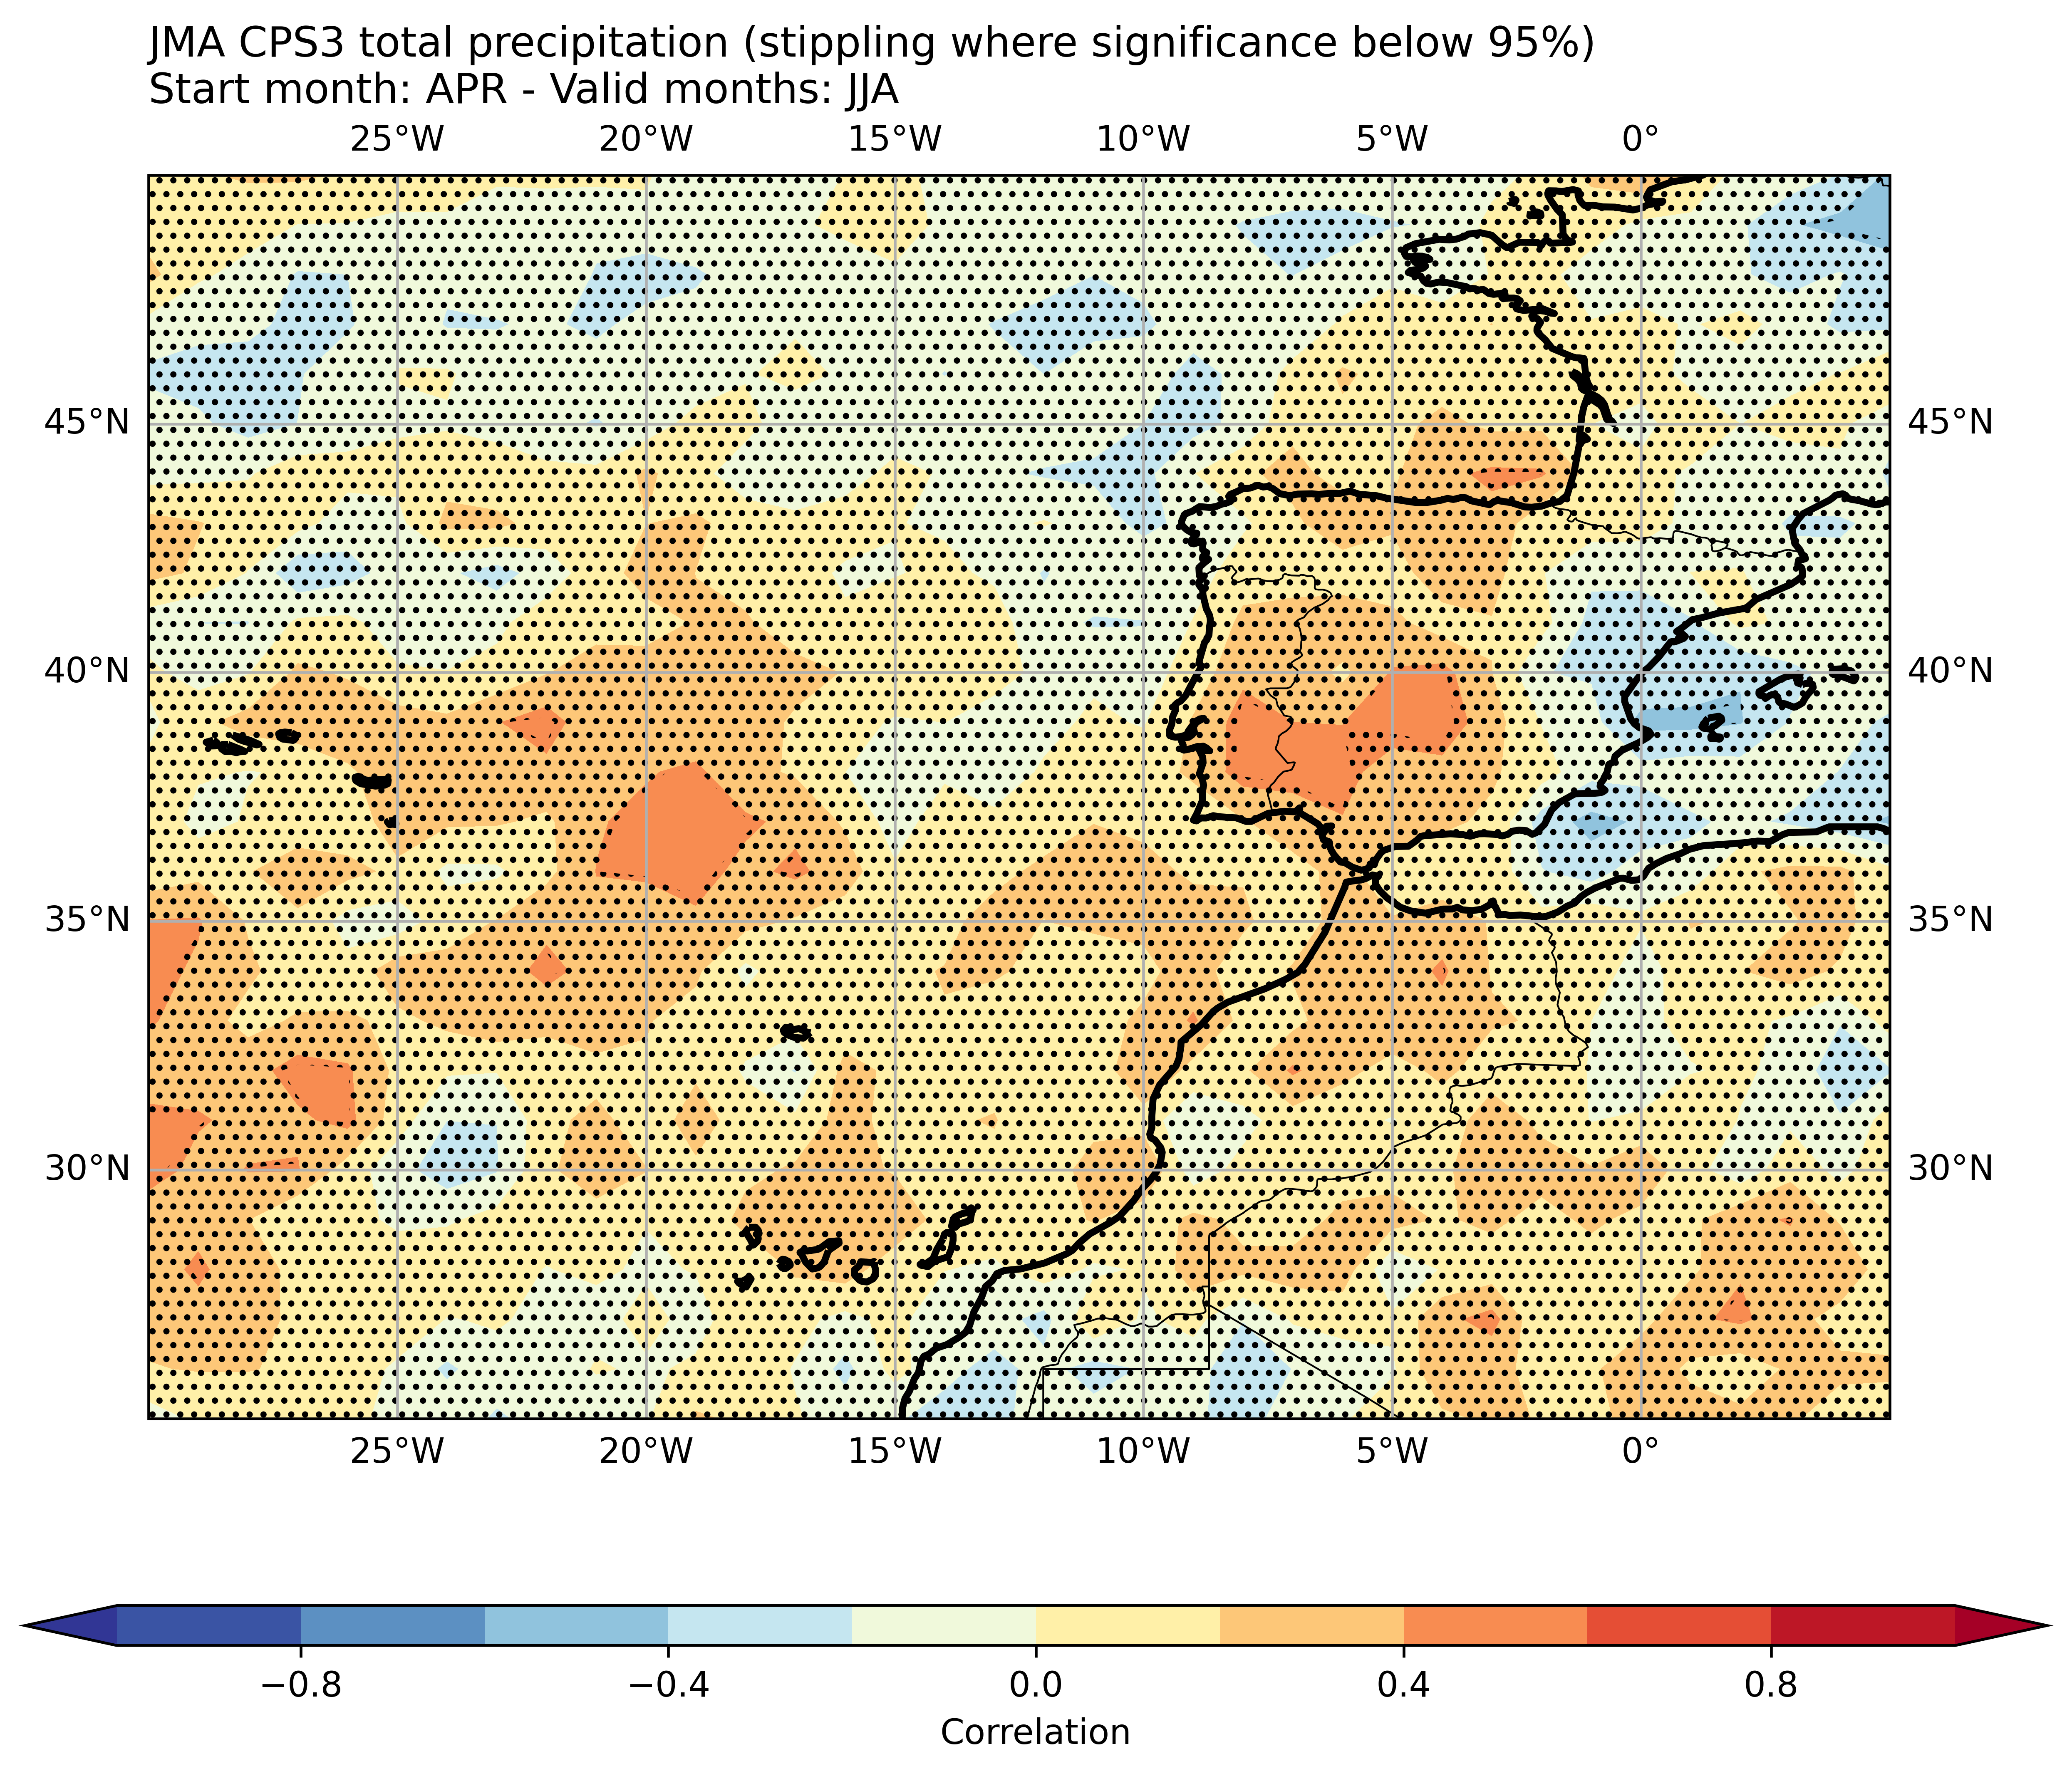 JMA CPS3 total precipitation (stippling where significance below 95%)
Start month: APR - Valid months: JJA
25°W 20°W 15°W 10°W 5°W 0°
45°N 45°N
40°N 40°N
35°N 35°N
30°N 30°N
25°W 20°W 15°W 10°W 5°W 0°
−0.8 −0.4 0.0 0.4 0.8
Correlation